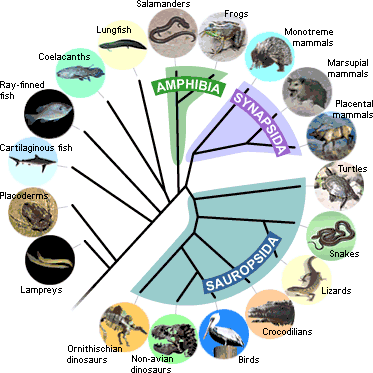 Salamanders
Frogs
Lungfish
Monotreme
mammals
Coelacanths
Marsupial
mammals
Ray-finned
fish
AMPHIBIA
SYNAPSIDA
Placental
mammals
Cartilaginous fish
Turtles
Placoderms
Snakes
SAUROPSIDA
Lampreys
Lizards
Crocodilians
Ornithischian
dinosaurs
Non-avian
dinosaurs
Birds